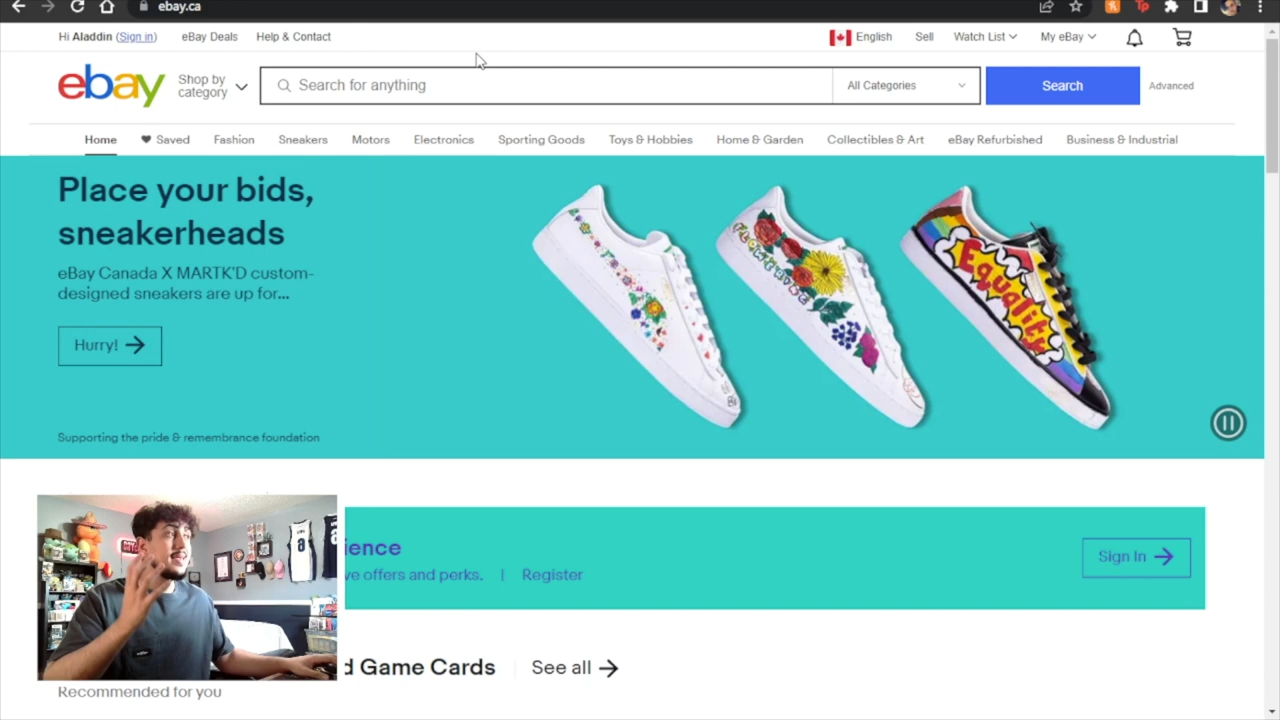 ebay.ca
Hi Aladdin (Sign in) eBay Deals Help & Contact English Sell Watch List My eBay
ebay Shop by category Search for anything All Categories Search Advanced
Home Saved Fashion Sneakers Motors Electronics Sporting Goods Toys & Hobbies Home & Garden Collectibles & Art eBay Refurbished Business & Industrial
Place your bids,
sneakerheads
eBay Canada X MARTK'D custom-
designed sneakers are up for...
Hurry!
Equality
Supporting the pride & remembrance foundation
ience
ve offers and perks. | Register
Sign In
d Game Cards See all
Recommended for you